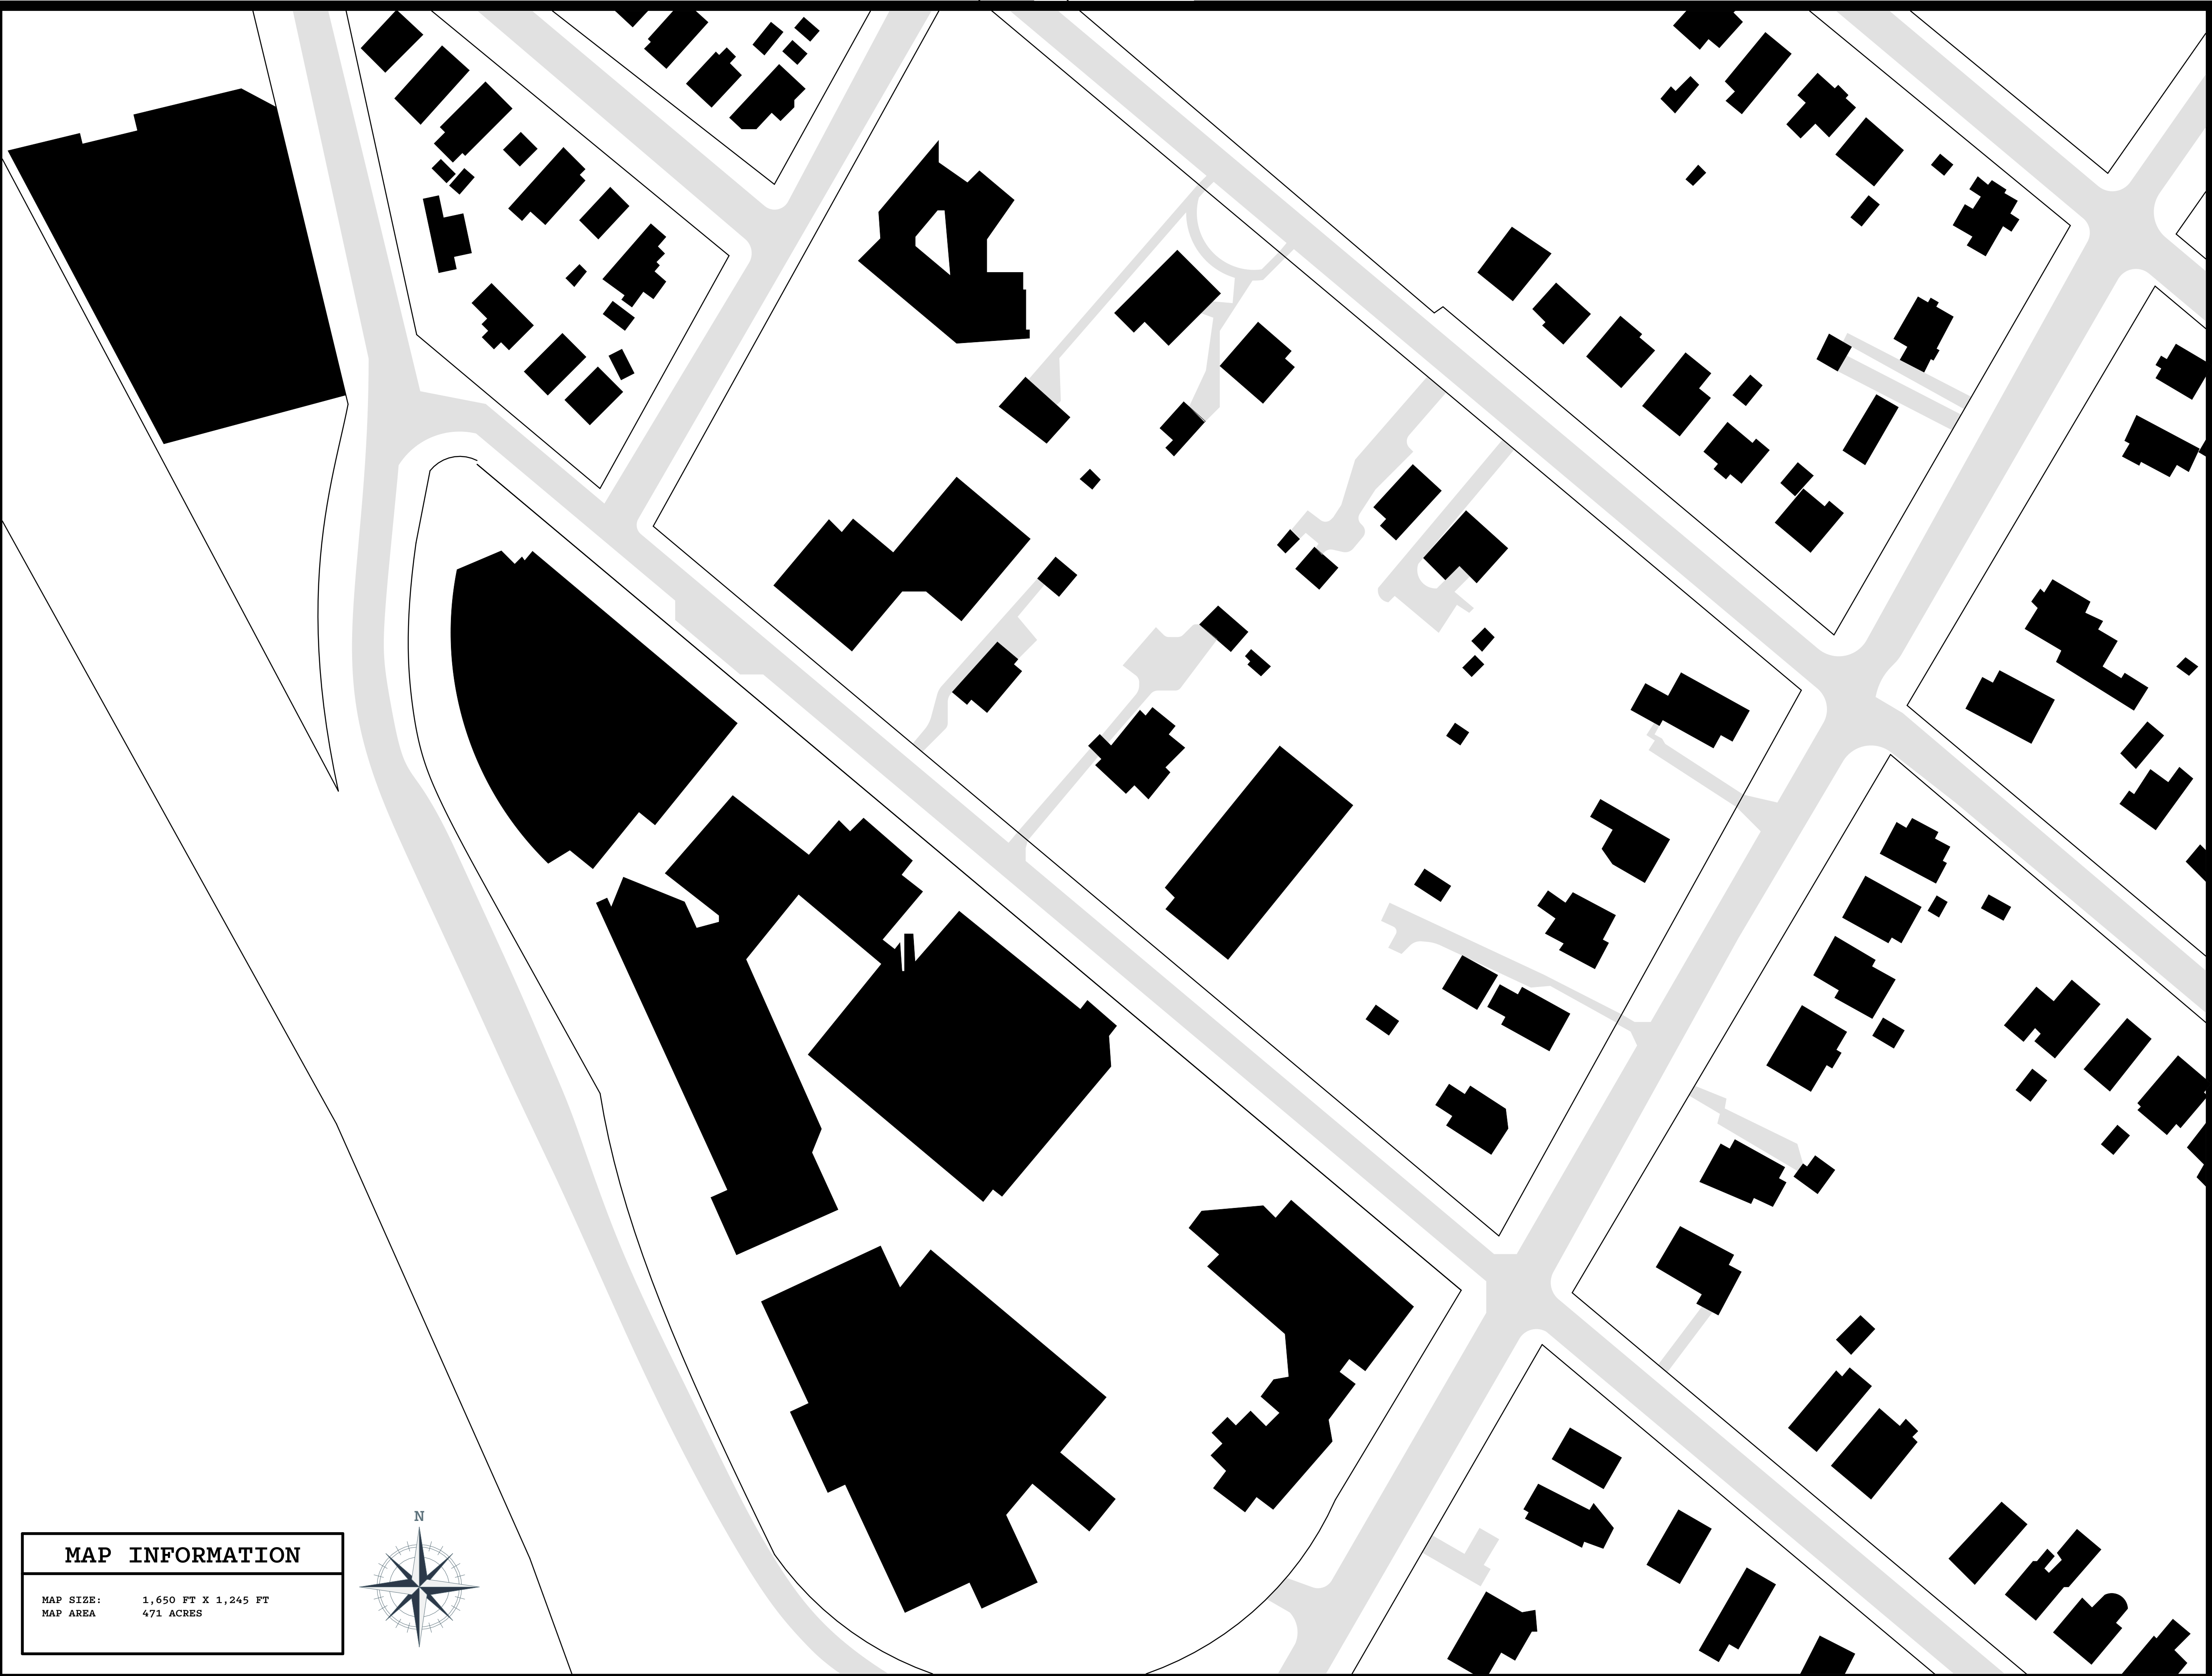 N
MAP INFORMATION
MAP SIZE: 1,650 FT X 1,245 FT
MAP AREA 471 ACRES